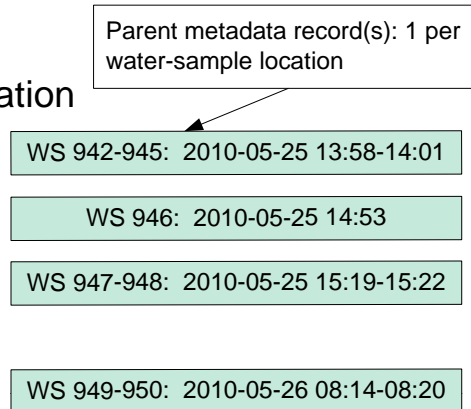 Parent metadata record(s): 1 per
water-sample location
ation
WS 942-945: 2010-05-25 13:58-14:01
WS 946: 2010-05-25 14:53
WS 947-948: 2010-05-25 15:19-15:22
WS 949-950: 2010-05-26 08:14-08:20